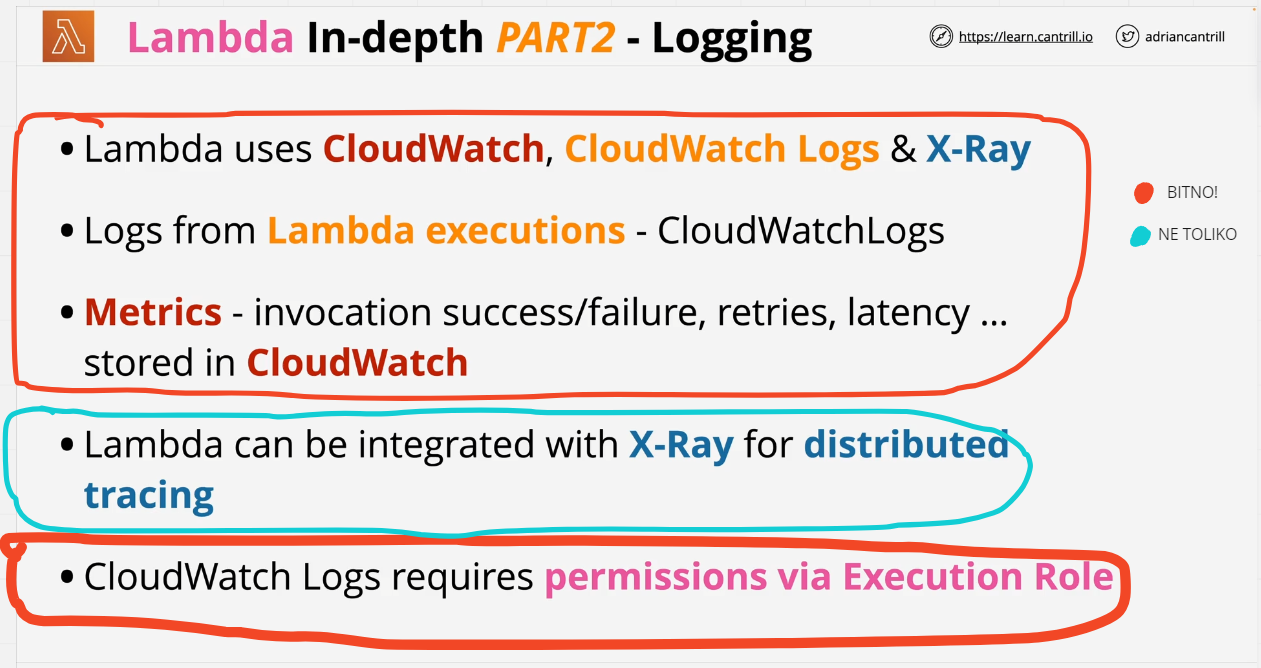 Lambda In-depth PART2 - Logging
https://learn.cantrill.io
adriancantrill
• Lambda uses CloudWatch, CloudWatch Logs & X-Ray
BITNO!
• Logs from Lambda executions - CloudWatchLogs
NE TOLIKO
• Metrics - invocation success/failure, retries, latency ...
stored in CloudWatch
• Lambda can be integrated with X-Ray for distributed
tracing
• CloudWatch Logs requires permissions via Execution Role